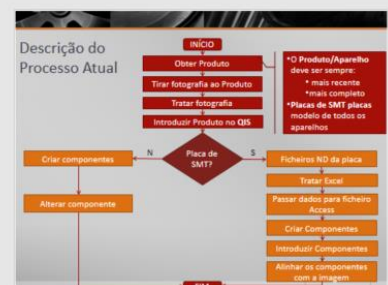 Descrição do
Processo Atual
INÍCIO
Obter Produto
Tirar fotografia ao Produto
Tratar fotografia
Introduzir Produto no QIS
•O Produto/Aparelho
deve ser sempre:
• mais recente
•mais completo
•Placas de SMT placas
modelo de todos os
aparelhos
Placa de
SMT?
N
S
Criar componentes
Alterar componente
Ficheiros ND da placa
Tratar Excel
Passar dados para ficheiro
Access
Criar Componentes
Introduzir Componentes
Alinhar os componentes
com a imagem